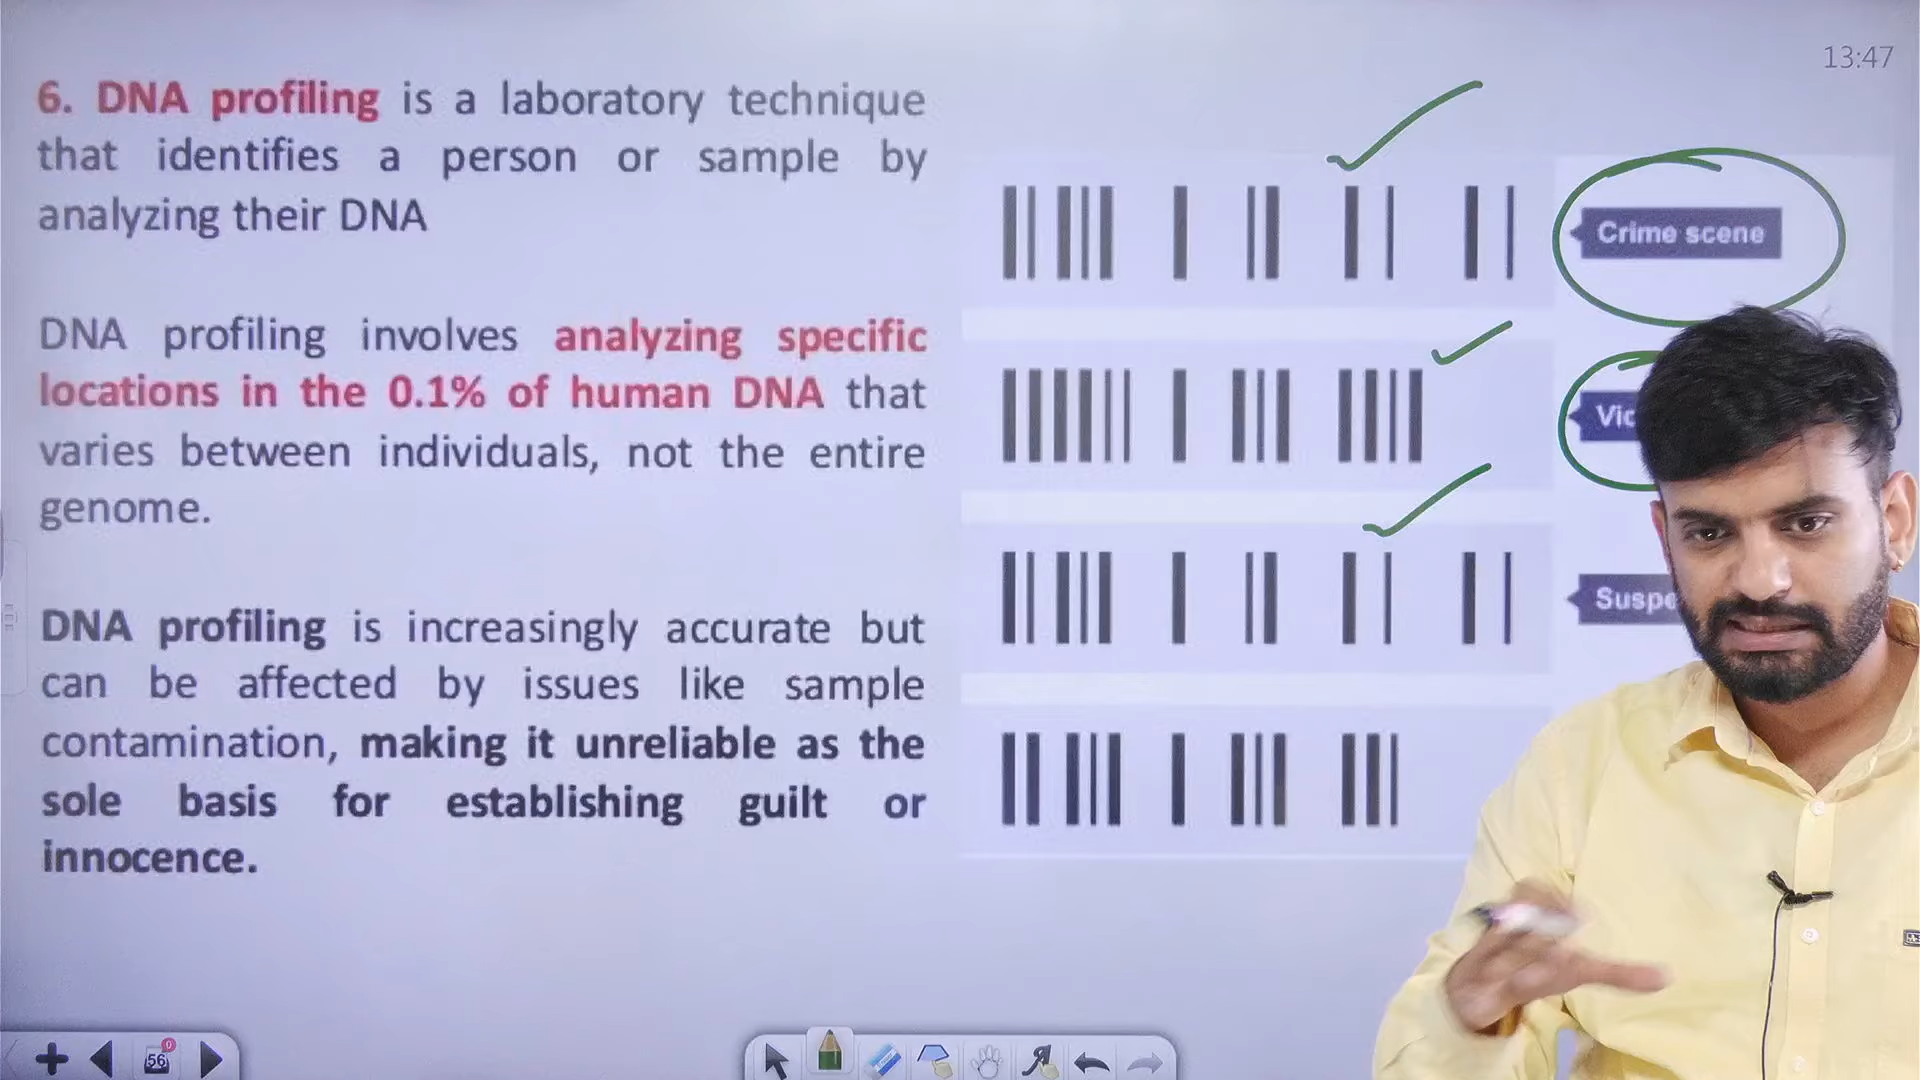 13:47
6. DNA profiling is a laboratory technique
that identifies a person or sample by
analyzing their DNA
DNA profiling involves analyzing specific
locations in the 0.1% of human DNA that
varies between individuals, not the entire
genome.
DNA profiling is increasingly accurate but
can be affected by issues like sample
contamination, making it unreliable as the
sole basis for establishing guilt or
innocence.
Crime scene
Vic
Suspe
56
0